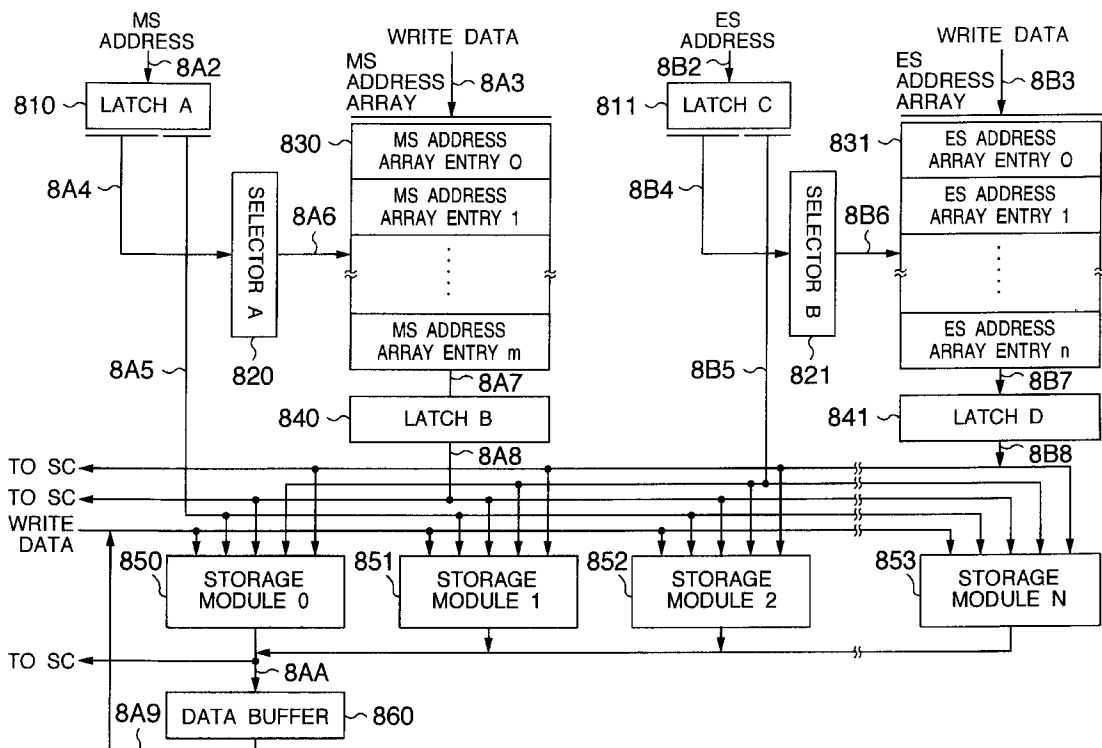 MS
ADDRESS
8A2
810
LATCH A
WRITE DATA
8A3
MS
ADDRESS
ARRAY
830
MS ADDRESS
ARRAY ENTRY 0
MS ADDRESS
ARRAY ENTRY 1
MS ADDRESS
ARRAY ENTRY m
8A4
SELECTOR A
8A6
820
8A5
8A7
840
LATCH B
8A8
ES
ADDRESS
8B2
811
LATCH C
WRITE DATA
8B3
ES
ADDRESS
ARRAY
831
ES ADDRESS
ARRAY ENTRY 0
ES ADDRESS
ARRAY ENTRY 1
ES ADDRESS
ARRAY ENTRY n
8B4
SELECTOR B
8B6
821
8B5
8B7
841
LATCH D
8B8
TO SC
TO SC
WRITE
DATA
850
STORAGE
MODULE 0
851
STORAGE
MODULE 1
852
STORAGE
MODULE 2
853
STORAGE
MODULE N
TO SC
8AA
8A9
DATA BUFFER
860